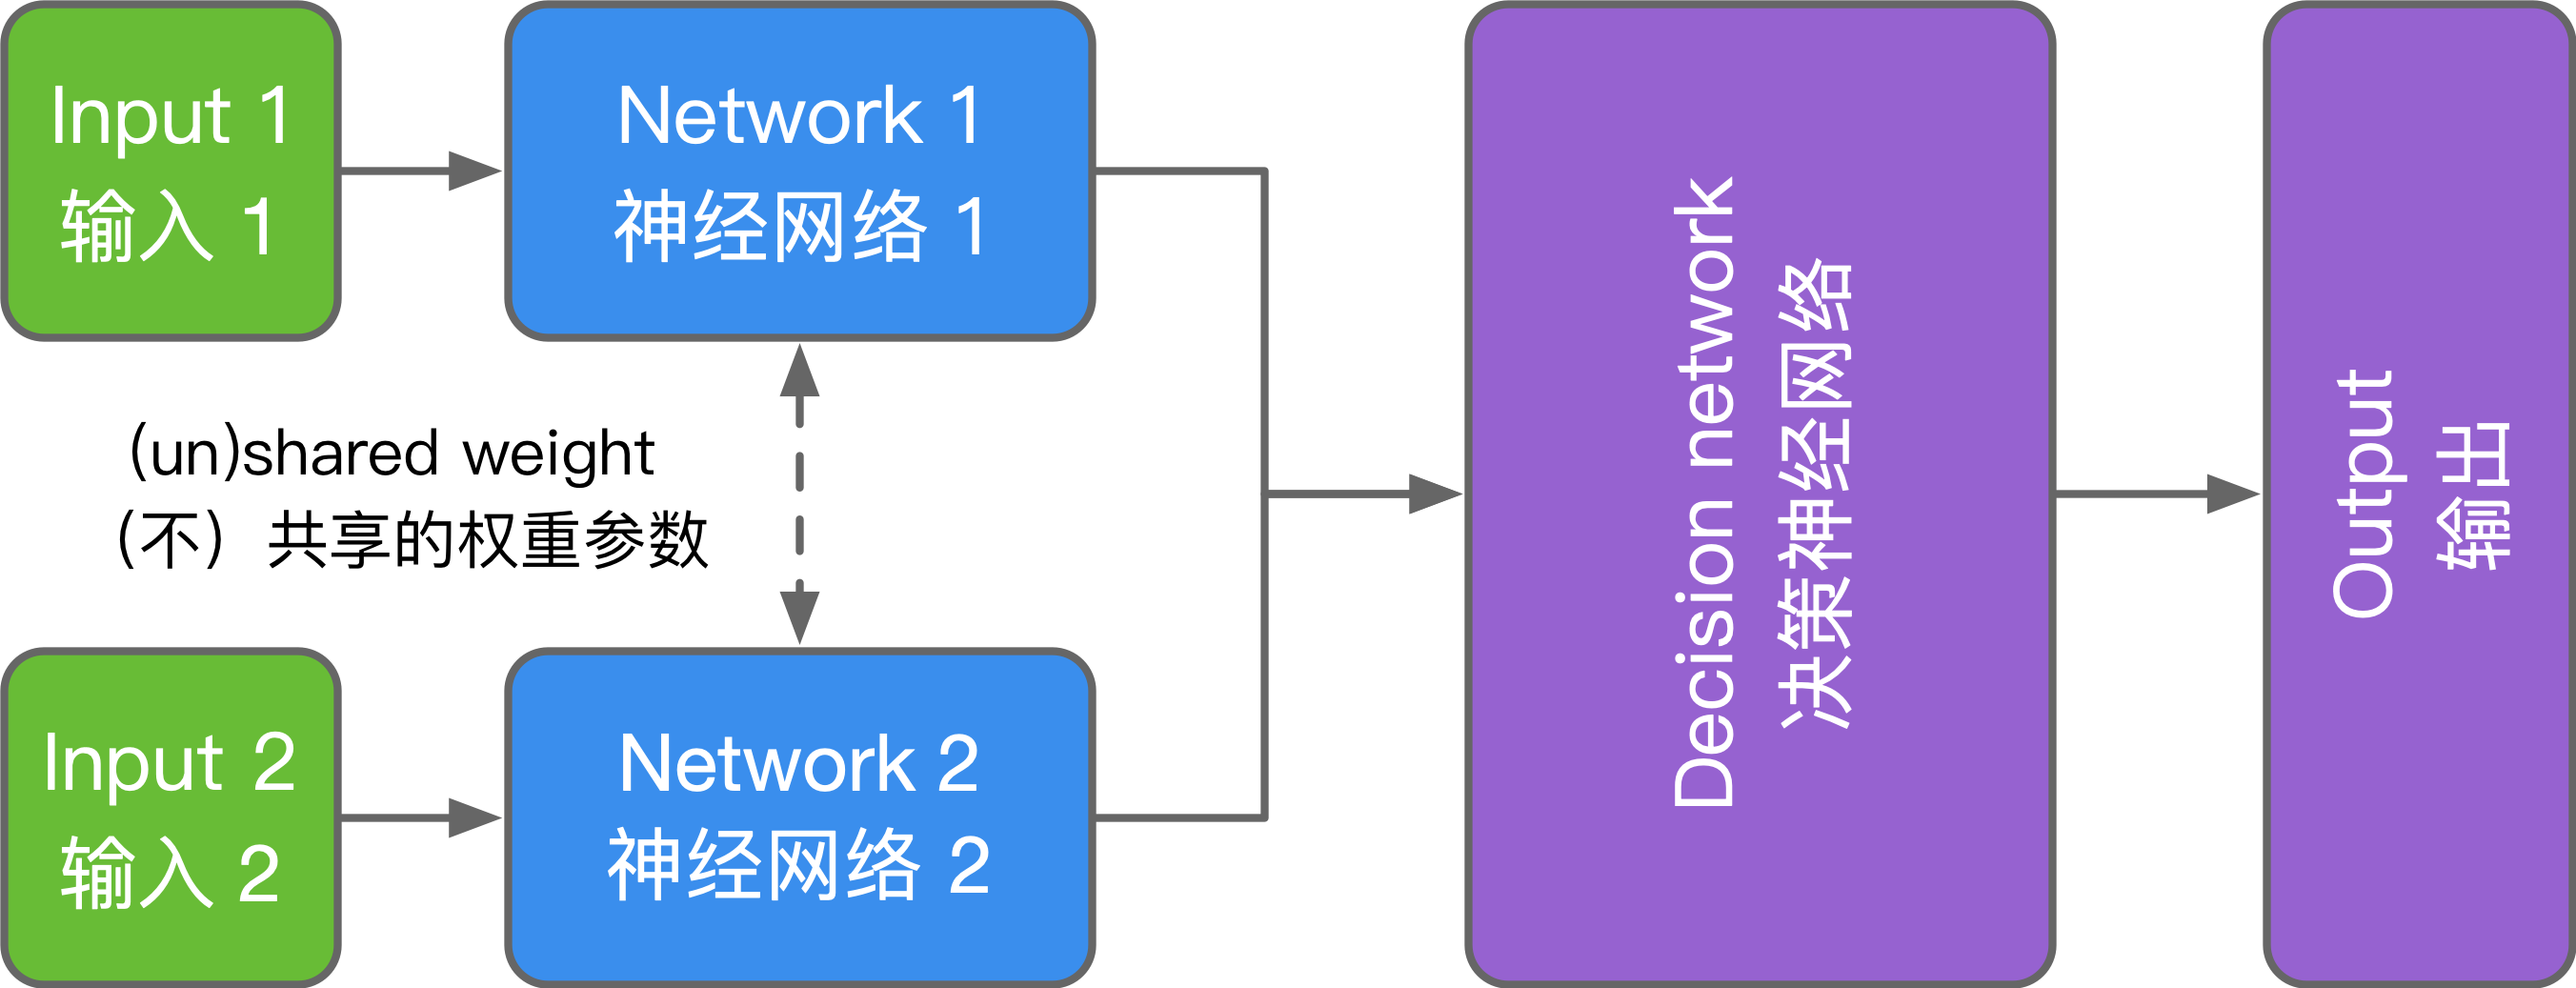 Input 1
输入 1
Network 1
神经网络 1
(un)shared weight
（不）共享的权重参数
Input 2
输入 2
Network 2
神经网络 2
Decision network
决策神经网络
Output
输出